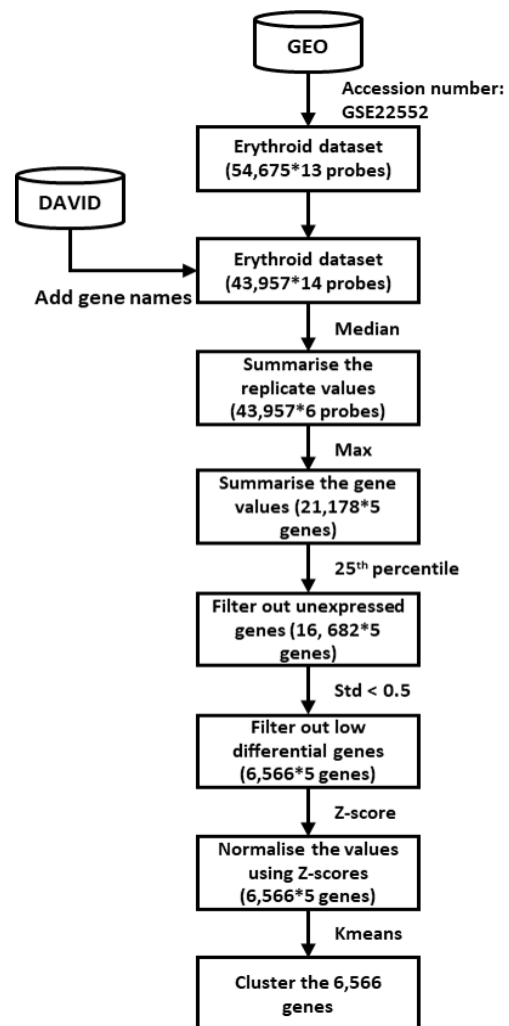 GEO
Accession number:
GSE22552
Erythroid dataset
(54,675*13 probes)
DAVID
Add gene names
Erythroid dataset
(43,957*14 probes)
Median
Summarise the
replicate values
(43,957*6 probes)
Max
Summarise the gene
values (21,178*5
genes)
25th percentile
Filter out unexpressed
genes (16, 682*5
genes)
Std < 0.5
Filter out low
differential genes
(6,566*5 genes)
Z-score
Normalise the values
using Z-scores
(6,566*5 genes)
Kmeans
Cluster the 6,566
genes